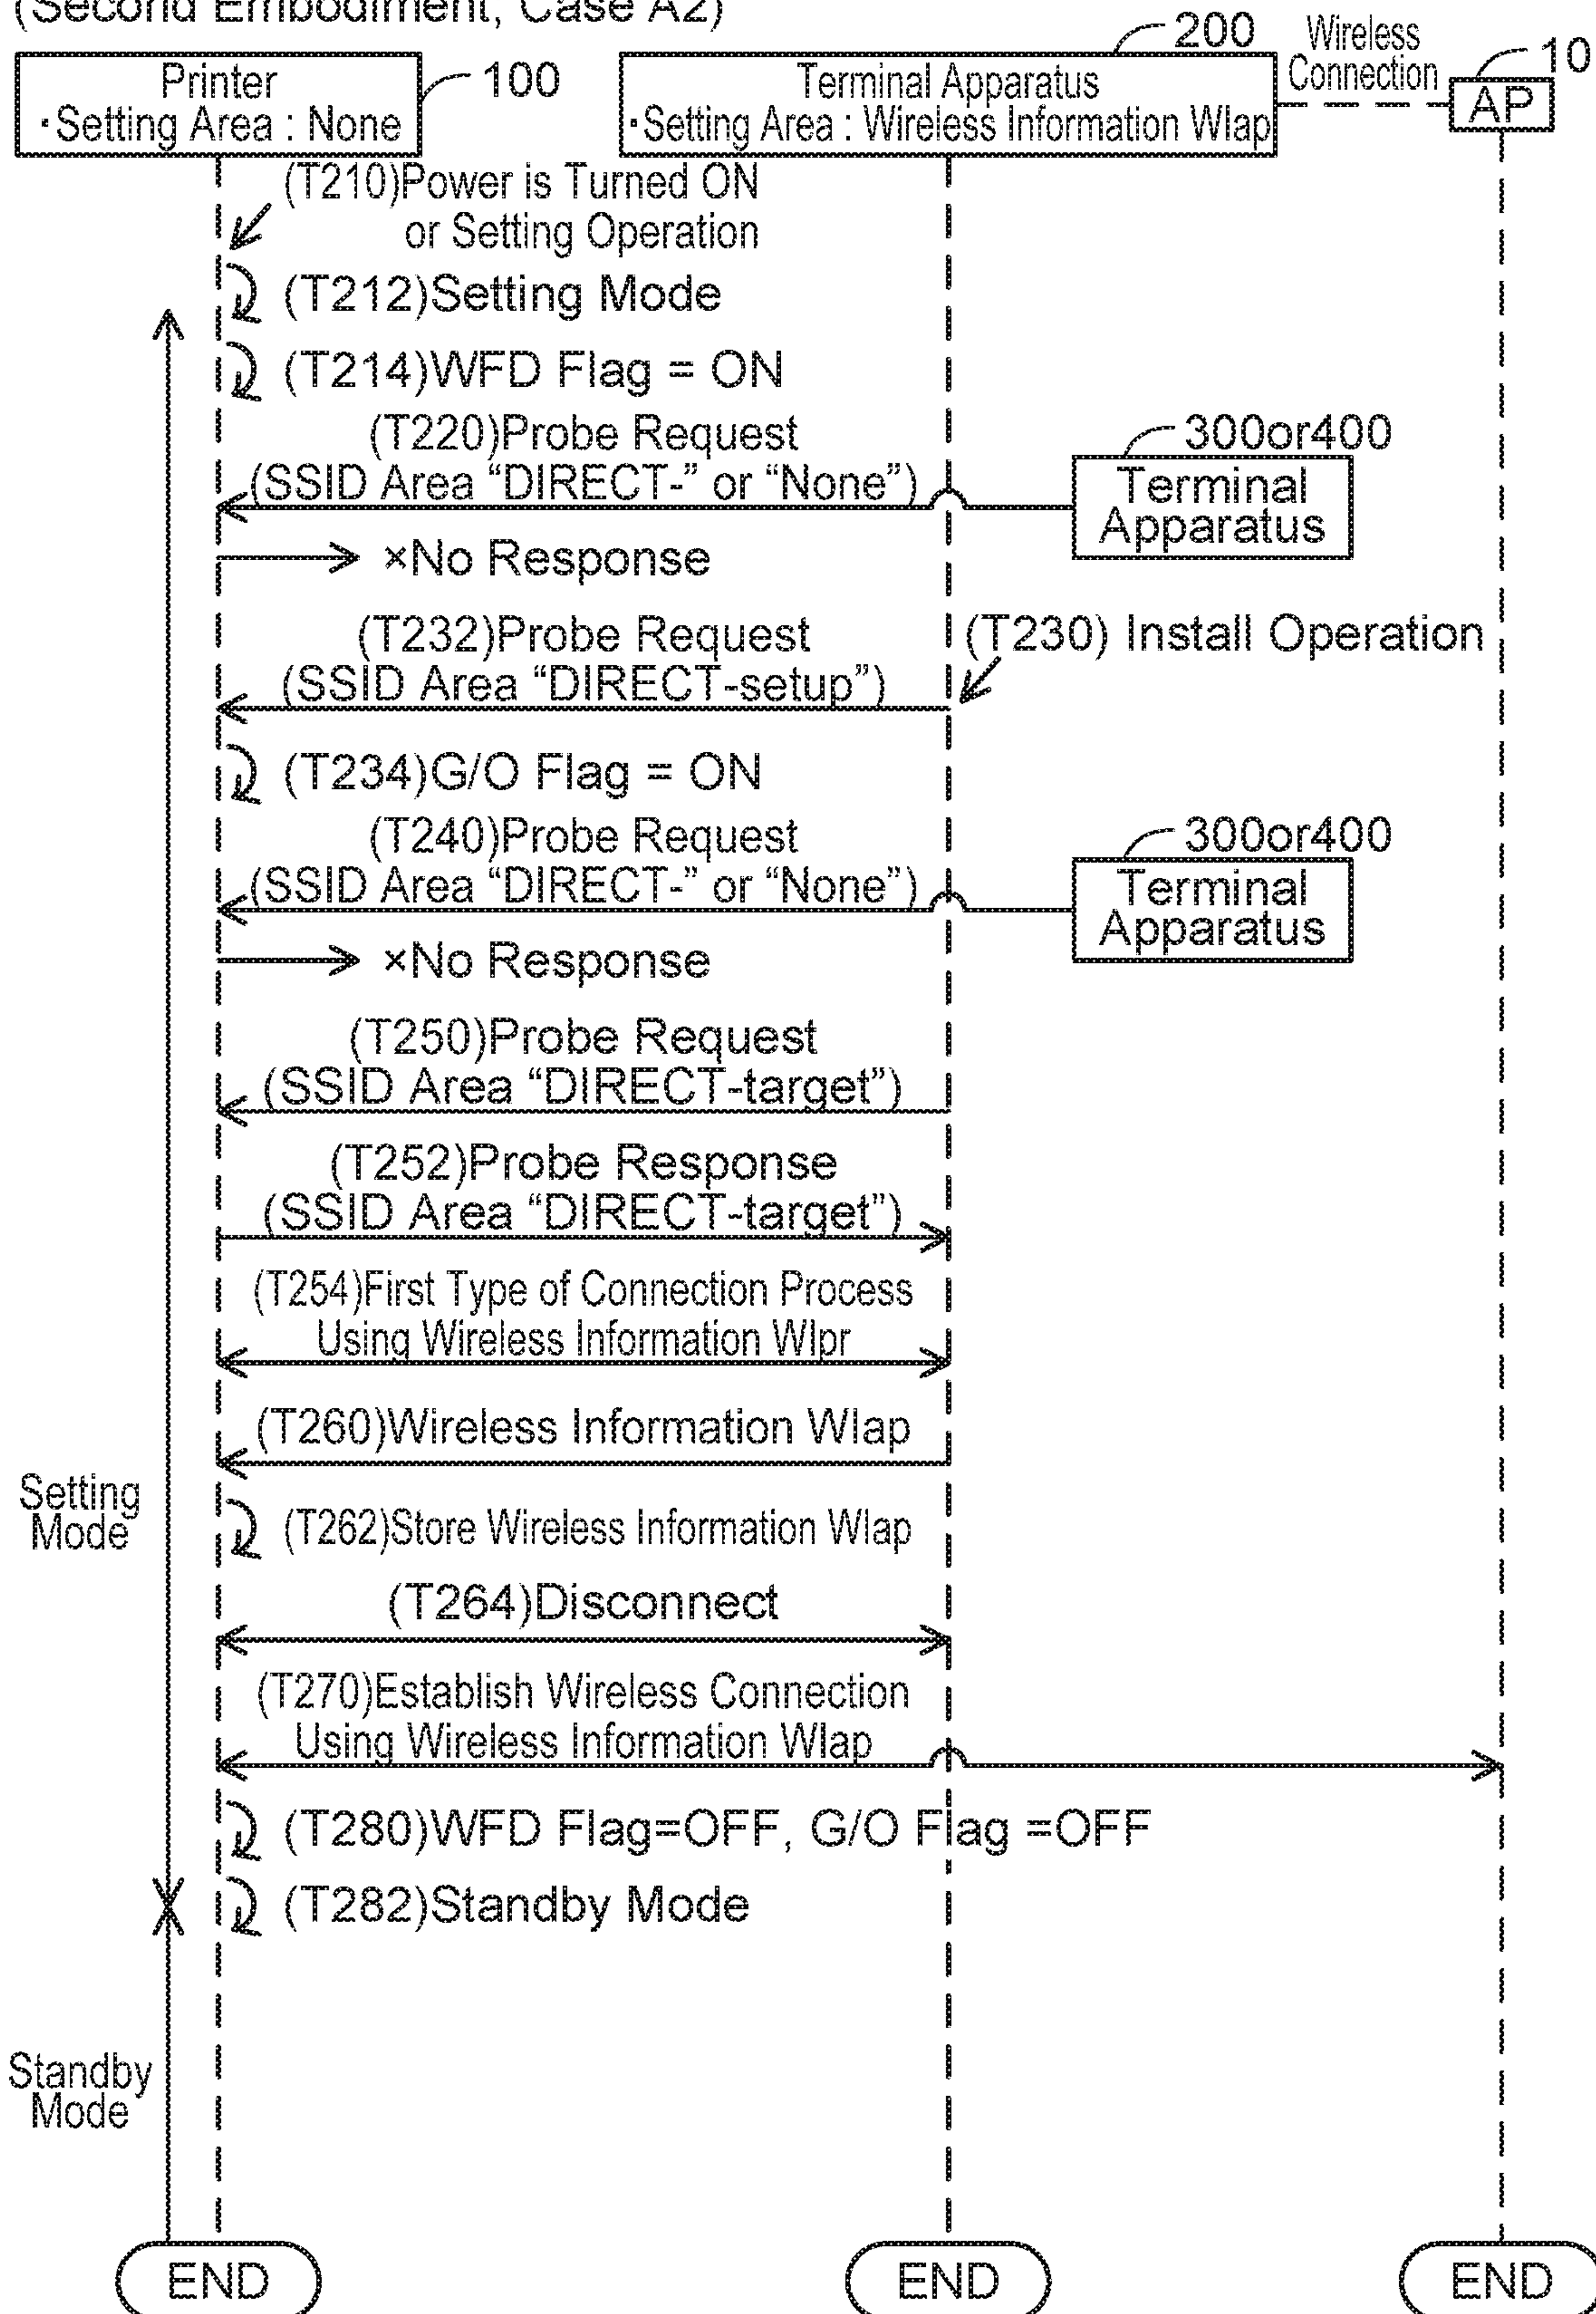 (Second Embodiment; Case A2)
200
Wireless
Connection
10
Printer
·Setting Area : None
100
Terminal Apparatus
·Setting Area : Wireless Information WIap
AP
(T210)Power is Turned ON
or Setting Operation
(T212)Setting Mode
(T214)WFD Flag = ON
(T220)Probe Request
(SSID Area “DIRECT-” or “None”)
300or400
Terminal
Apparatus
×No Response
(T230) Install Operation
(T232)Probe Request
(SSID Area “DIRECT-setup”)
(T234)G/O Flag = ON
(T240)Probe Request
(SSID Area “DIRECT-” or “None”)
300or400
Terminal
Apparatus
×No Response
(T250)Probe Request
(SSID Area “DIRECT-target”)
(T252)Probe Response
(SSID Area “DIRECT-target”)
(T254)First Type of Connection Process
Using Wireless Information WIpr
(T260)Wireless Information WIap
Setting
Mode
(T262)Store Wireless Information WIap
(T264)Disconnect
(T270)Establish Wireless Connection
Using Wireless Information WIap
(T280)WFD Flag=OFF, G/O Flag =OFF
(T282)Standby Mode
Standby
Mode
END
END
END